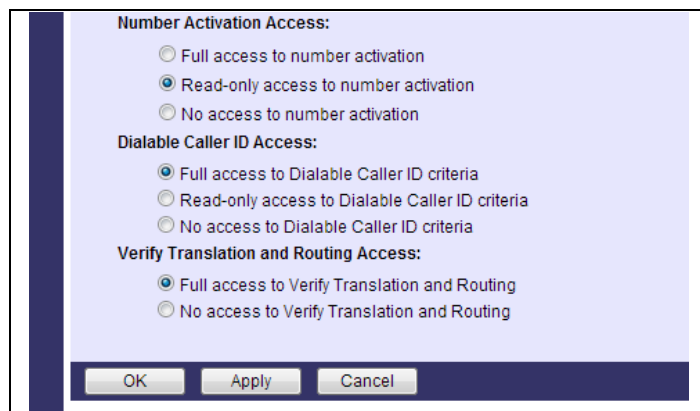 Number Activation Access:
Full access to number activation
Read-only access to number activation
No access to number activation
Dialable Caller ID Access:
Full access to Dialable Caller ID criteria
Read-only access to Dialable Caller ID criteria
No access to Dialable Caller ID criteria
Verify Translation and Routing Access:
Full access to Verify Translation and Routing
No access to Verify Translation and Routing
OK Apply Cancel